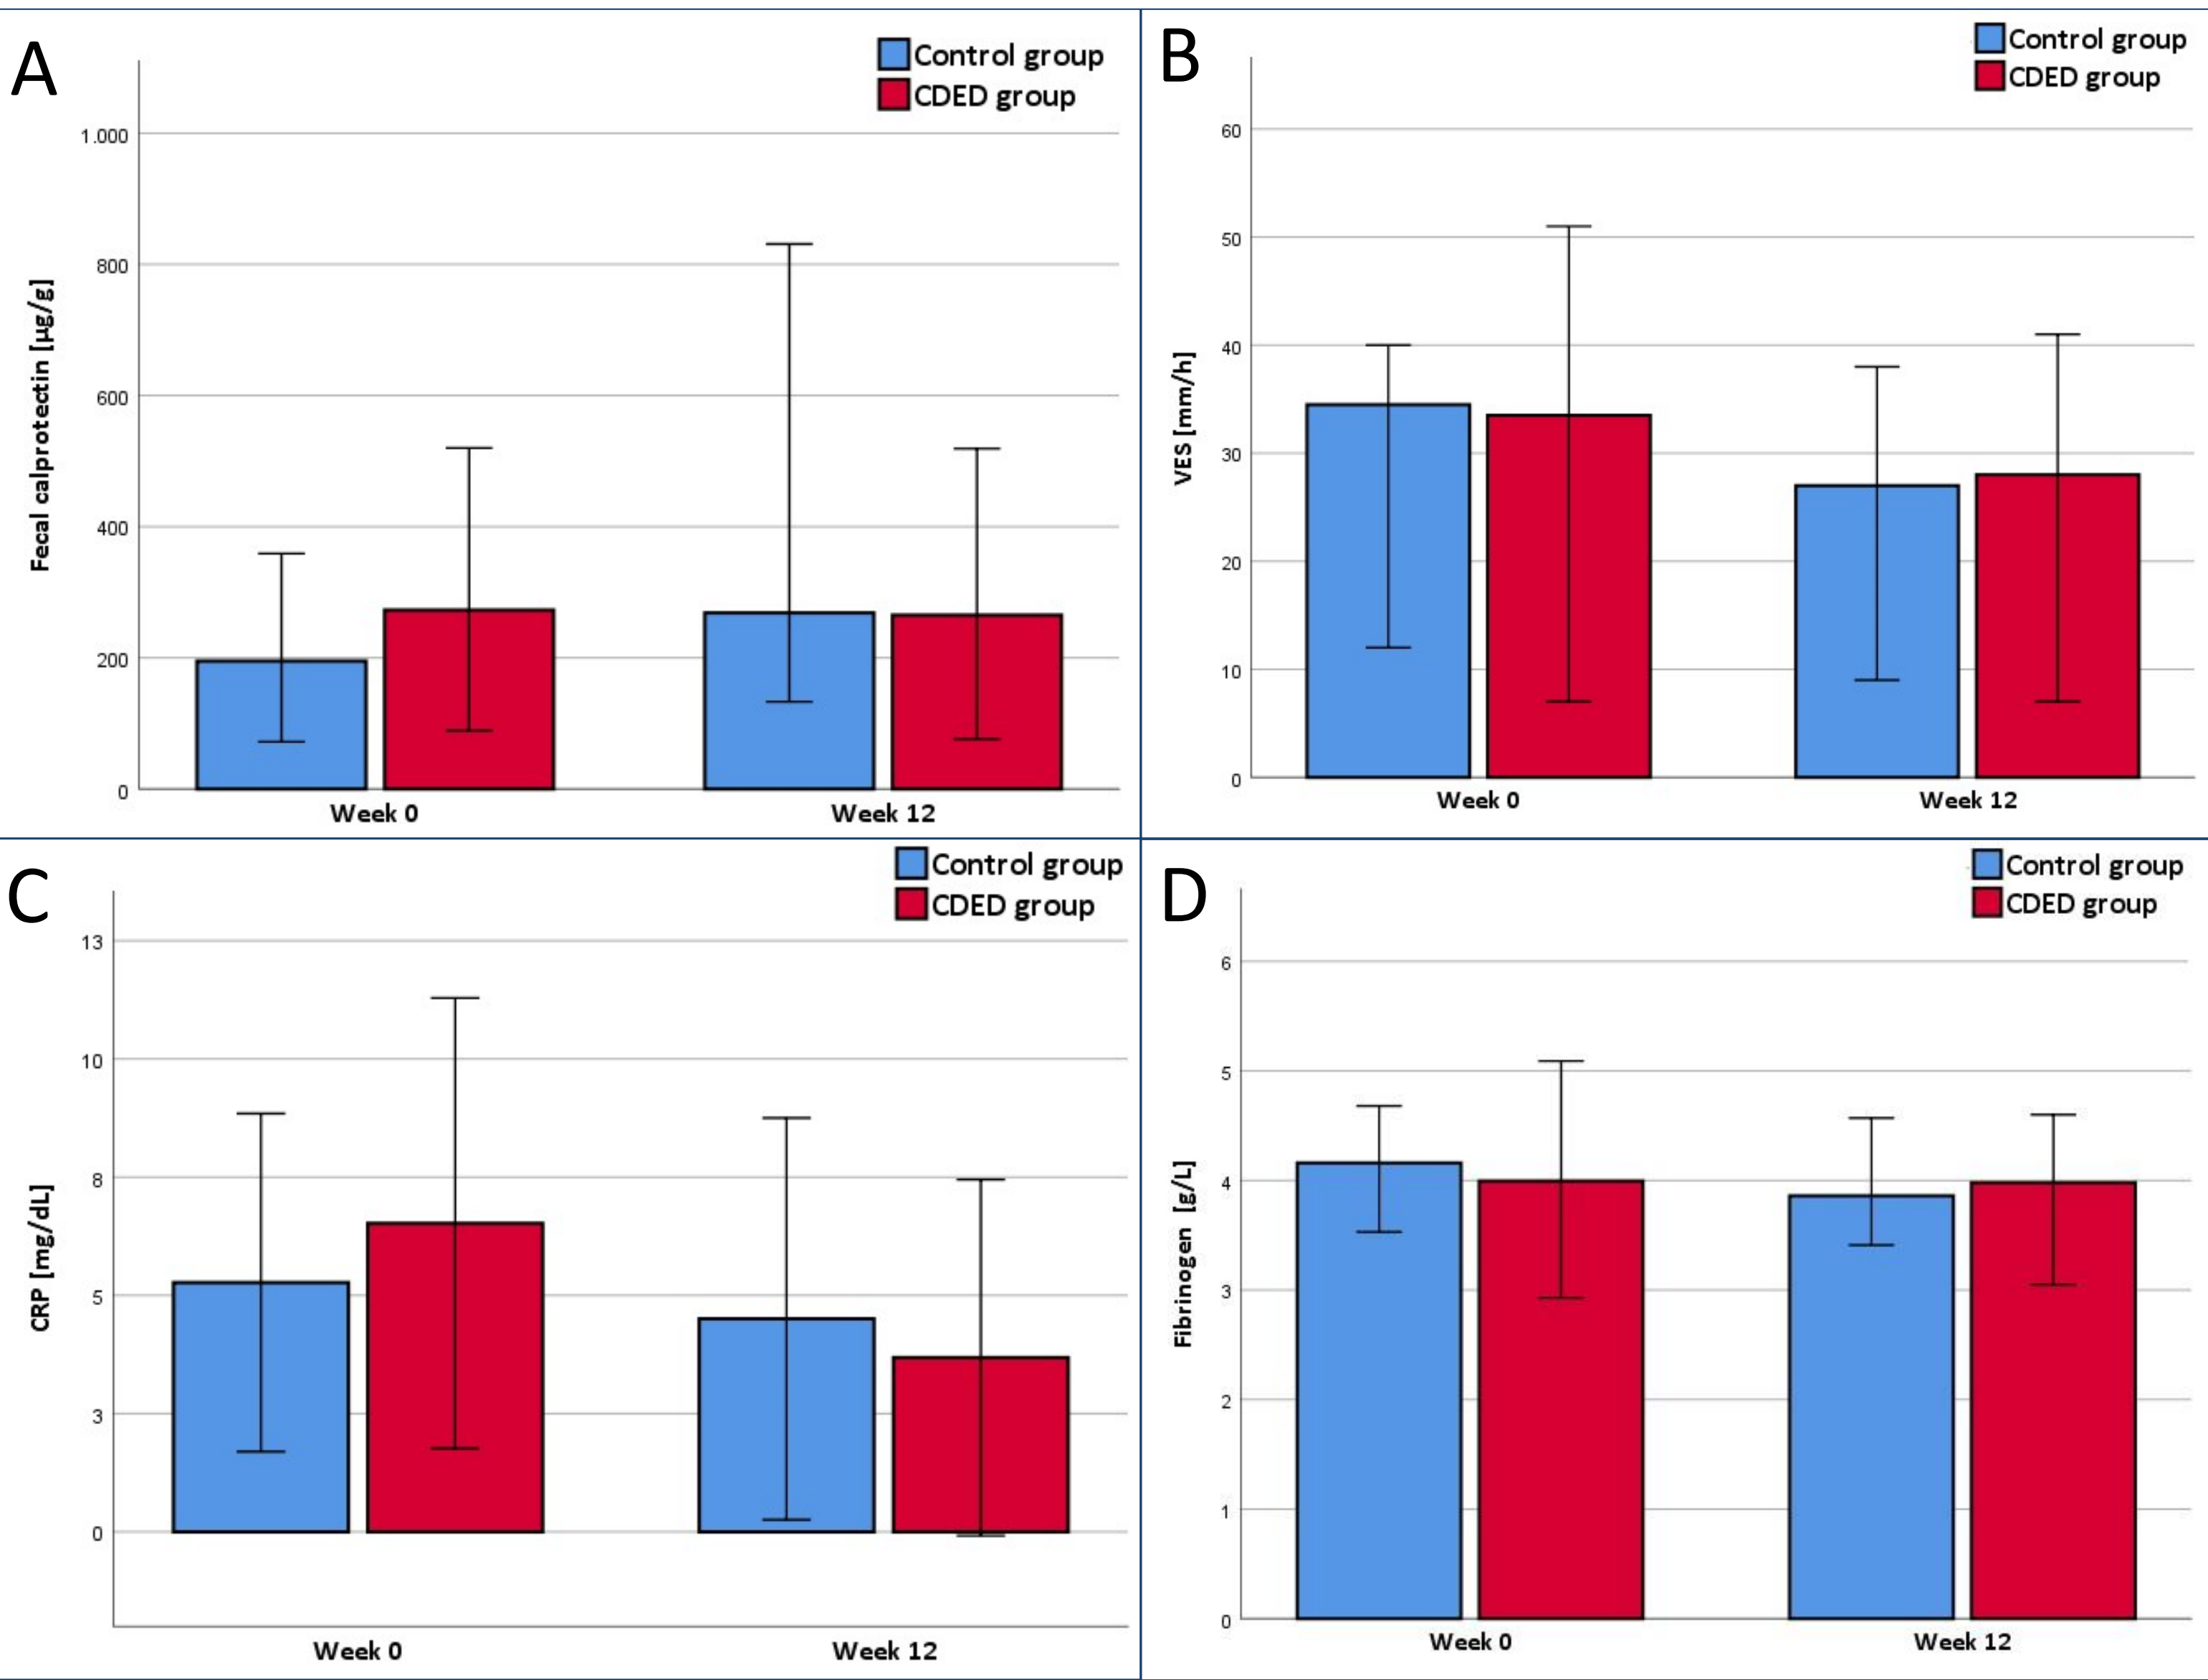 A
Control group
CDED group
1.000
800
600
400
200
0
Fecal calprotectin [µg/g]
Week 0
Week 12
B
Control group
CDED group
60
50
40
30
20
10
0
VES [mm/h]
Week 0
Week 12
C
Control group
CDED group
13
10
8
5
3
0
CRP [mg/dL]
Week 0
Week 12
D
Control group
CDED group
6
5
4
3
2
1
0
Fibrinogen [g/L]
Week 0
Week 12